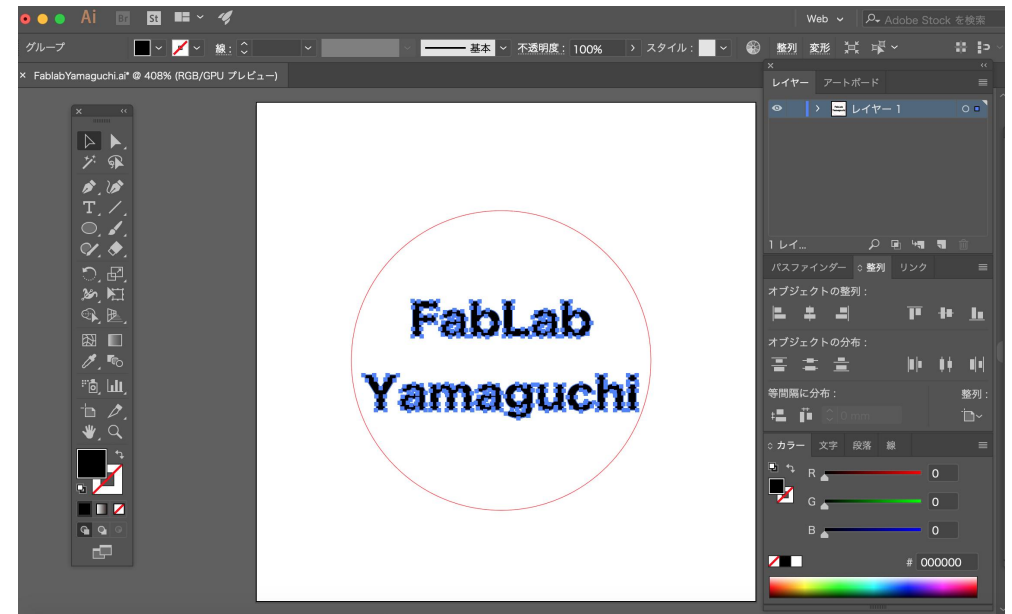 Ai Br St Web Adobe Stock を検索
グループ 線: 基本 不透明度: 100% スタイル: 整列 変形
× FablabYamaguchi.ai* @ 408% (RGB/GPU プレビュー)
レイヤー アートボード
レイヤー 1
1 レイ...
パスファインダー 整列 リンク
オブジェクトの整列:
オブジェクトの分布:
等間隔に分布: 整列:
0 mm
カラー 文字 段落 線
R 0
G 0
B 0
# 000000
FabLab
Yamaguchi